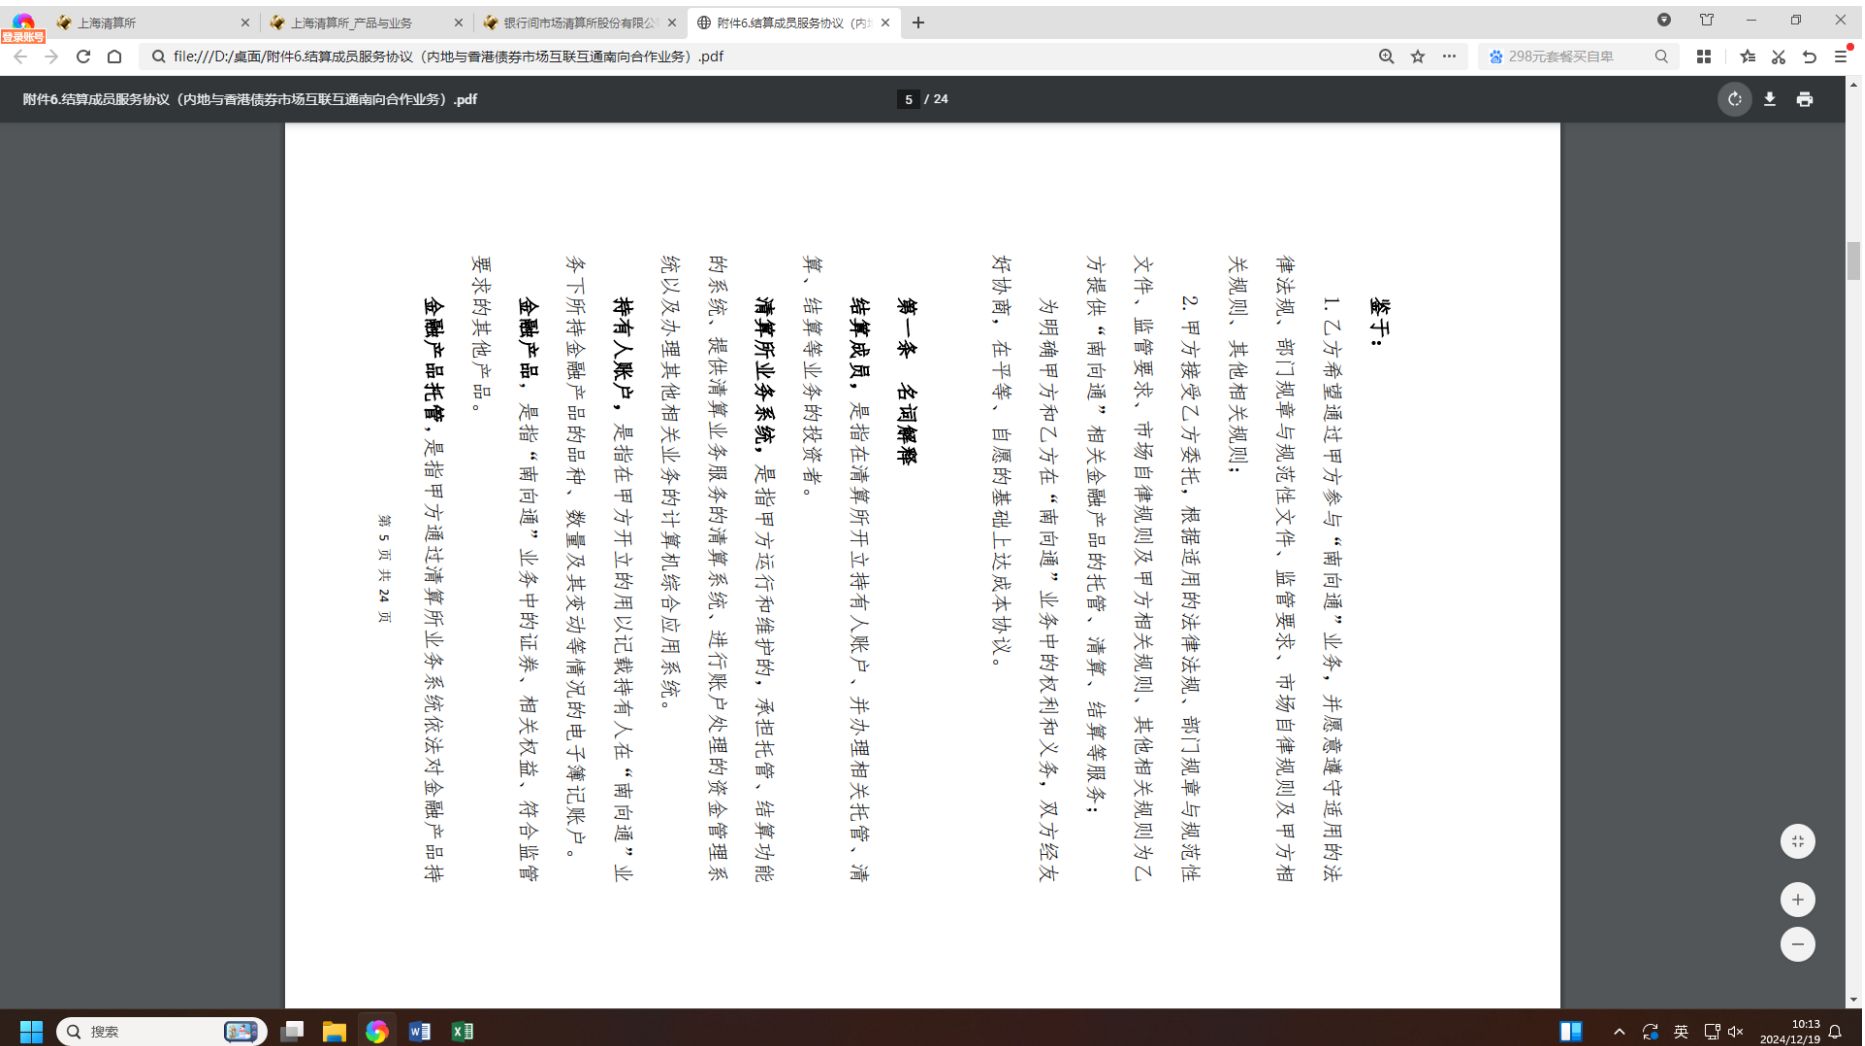 上海清算所
上海清算所_产品与业务
银行间市场清算所股份有限公
附件6.结算成员服务协议（内
登录账号
file:///D:/桌面/附件6.结算成员服务协议（内地与香港债券市场互联互通南向合作业务）.pdf
298元套餐买自卑
附件6.结算成员服务协议（内地与香港债券市场互联互通南向合作业务）.pdf
5 / 24
鉴于：
1. 乙方希望通过甲方参与“南向通”业务，并愿意遵守适用的法
律法规、部门规章与规范性文件、监管要求、市场自律规则及甲方相
关规则、其他相关规则；
2. 甲方接受乙方委托，根据适用的法律法规、部门规章与规范性
文件、监管要求、市场自律规则及甲方相关规则、其他相关规则为乙
方提供“南向通”相关金融产品的托管、清算、结算等服务；
为明确甲方和乙方在“南向通”业务中的权利和义务，双方经友
好协商，在平等、自愿的基础上达成本协议。
第一条 名词解释
结算成员，是指在清算所开立持有人账户、并办理相关托管、清
算、结算等业务的投资者。
清算所业务系统，是指甲方运行和维护的，承担托管、结算功能
的系统、提供清算业务服务的清算系统、进行账户处理的资金管理系
统以及办理其他相关业务的计算机综合应用系统。
持有人账户，是指在甲方开立的用以记载持有人在“南向通”业
务下所持金融产品的品种、数量及其变动等情况的电子簿记账户。
金融产品，是指“南向通”业务中的证券、相关权益、符合监管
要求的其他产品。
金融产品托管，是指甲方通过清算所业务系统依法对金融产品持
第 5 页 共 24 页
搜索
英
10:13
2024/12/19